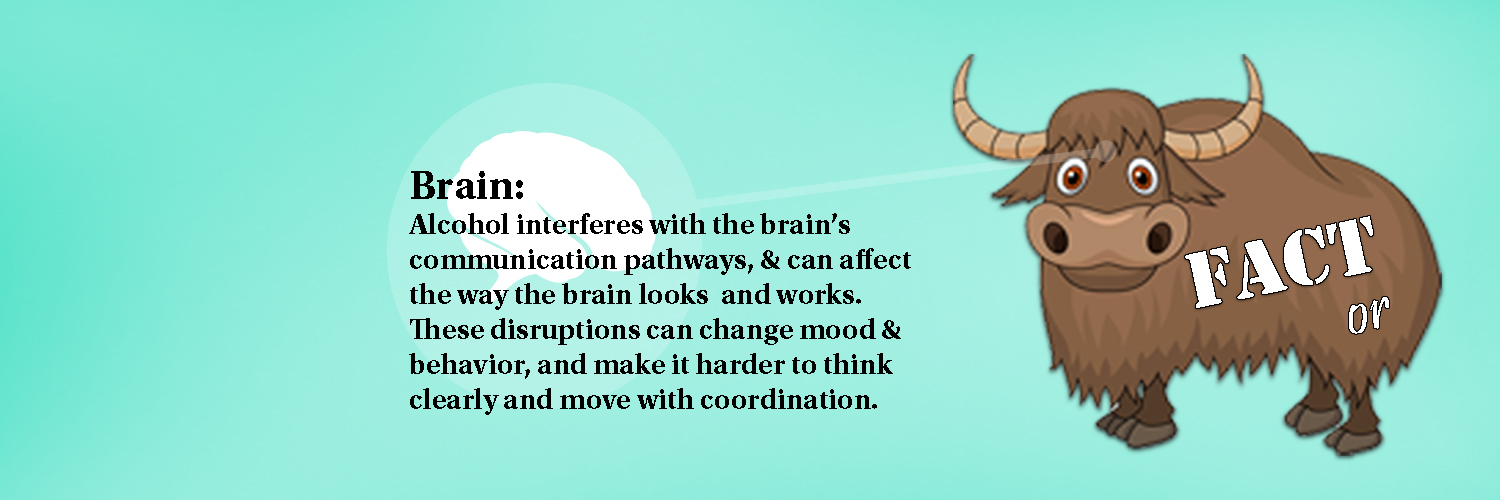 Brain:
Alcohol interferes with the brain's
communication pathways, & can affect
the way the brain looks  and works.
These disruptions can change mood &
behavior, and make it harder to think
clearly and move with coordination.
FACT
or